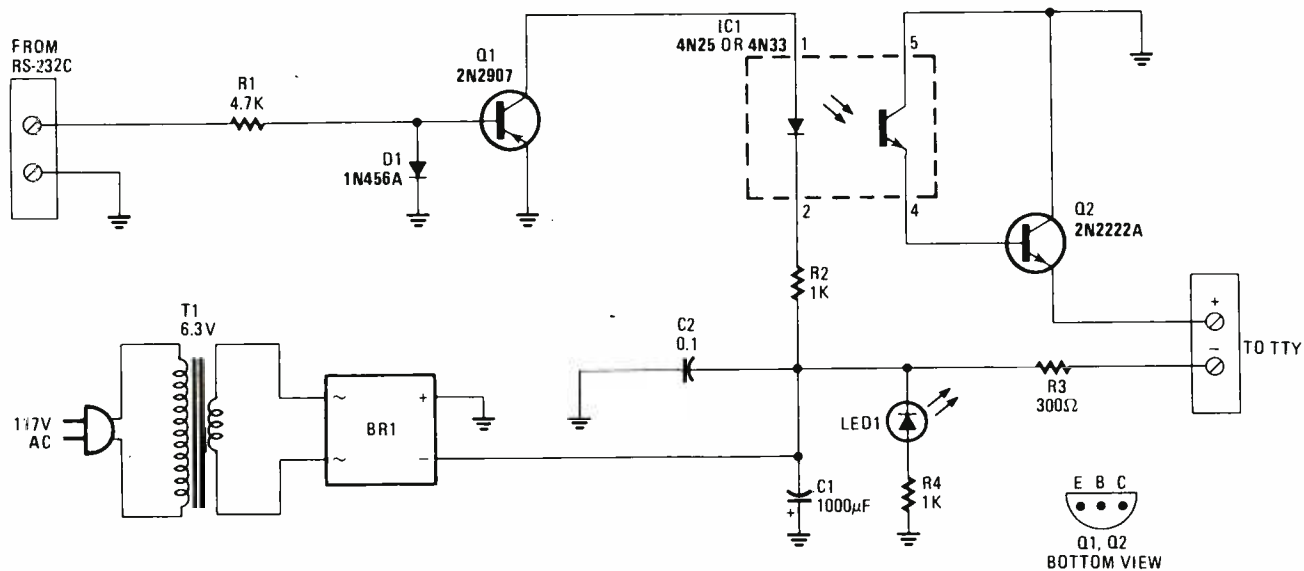 FROM
RS-232C
R1
4.7K
D1
1N456A
Q1
2N2907
IC1
4N25 OR 4N33
1
5
2
4
Q2
2N2222A
R2
1K
T1
6.3V
C2
0.1
+
−
TO TTY
R3
300Ω
117V
AC
~
~
BR1
+
−
LED1
C1
1000μF
+
R4
1K
E B C
Q1, Q2
BOTTOM VIEW